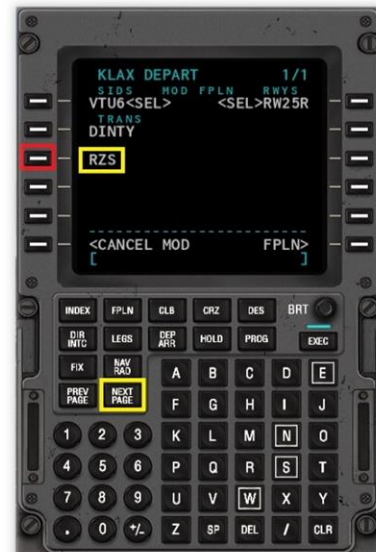 KLAX DEPART 1/1
SIDS MOD FPLN RWYS
VTU6<SEL> <SEL>RW25R
TRANS
DINTY
RZS
<CANCEL MOD FPLN>
[ ]
INDEX FPLN CLB CRZ DES BRT
DIR INTC LEGS DEP ARR HOLD PROG EXEC
FIX NAV RAD
PREV PAGE NEXT PAGE
A B C D E
F G H I J
1 2 3 K L M N O
4 5 6 P Q R S T
7 8 9 U V W X Y
. 0 +/- Z SP DEL / CLR